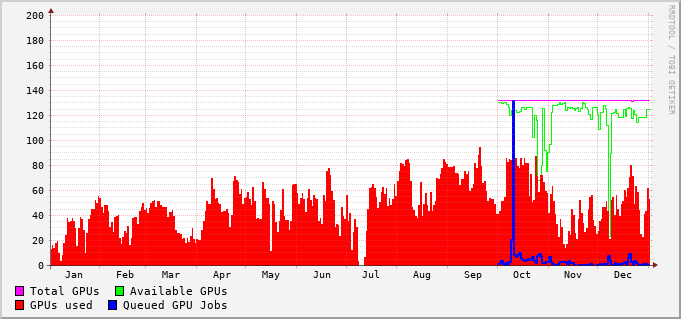 200
180
160
140
120
100
80
60
40
20
0
Jan Feb Mar Apr May Jun Jul Aug Sep Oct Nov Dec
Total GPUs Available GPUs
GPUs used Queued GPU Jobs
RRDTOOL / TOBI OETIKER